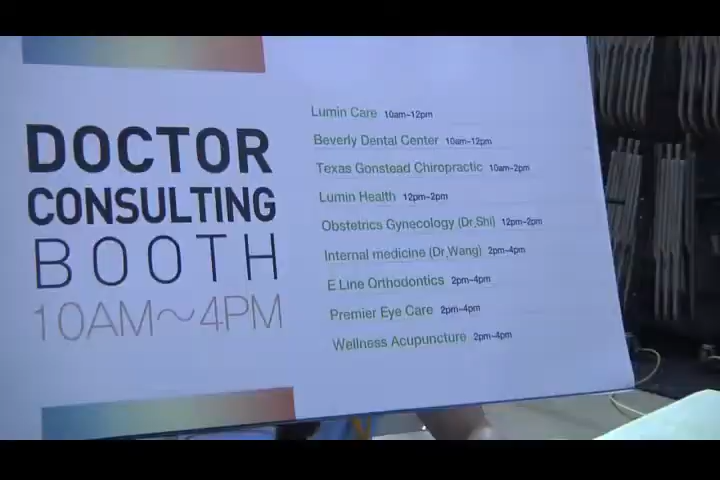 DOCTOR
CONSULTING
BOOTH
10AM~4PM
Lumin Care 10am~12pm
Beverly Dental Center 10am~12pm
Texas Gonstead Chiropractic 10am~2pm
Lumin Health 12pm~2pm
Obstetrics Gynecology (Dr,Shi) 12pm~2pm
Internal medicine (Dr,Wang) 2pm~4pm
E Line Orthodontics 2pm~4pm
Premier Eye Care 2pm~4pm
Wellness Acupuncture 2pm~4pm